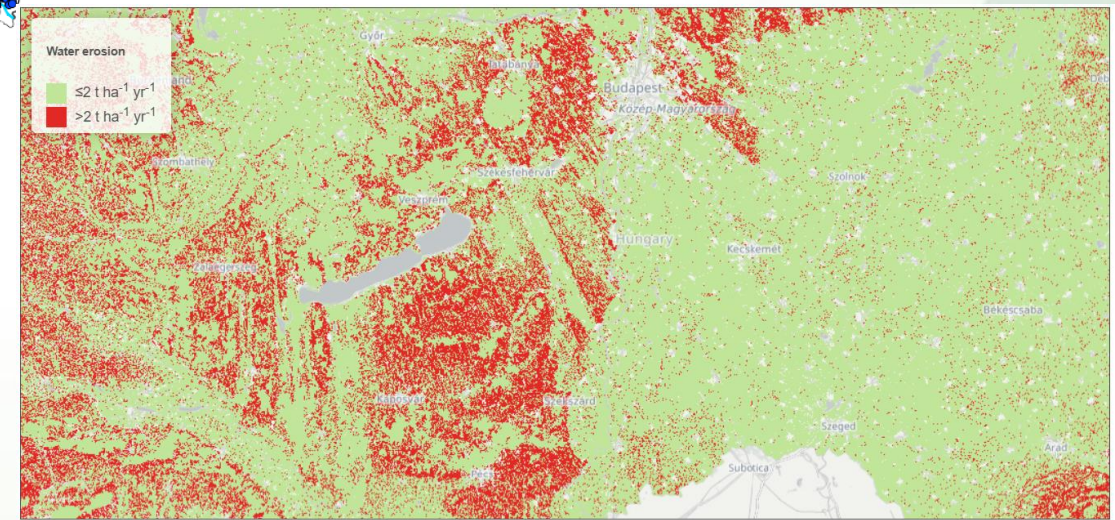 Water erosion
≤2 t ha⁻¹ yr⁻¹
>2 t ha⁻¹ yr⁻¹
Győr
Tatabánya
Budapest
Közép-Magyarország
Szombathely
Székesfehérvár
Szolnok
Veszprém
Hungary
Kecskemét
Zalaegerszeg
Békéscsaba
Kaposvár
Szekszárd
Szeged
Arad
Subotica
Pécs